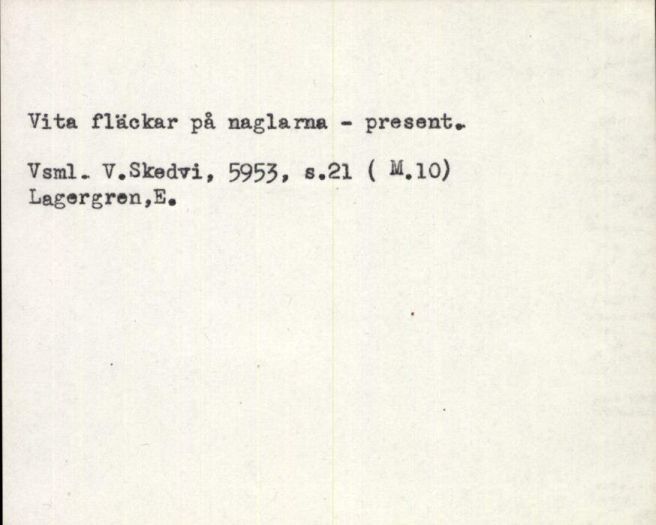 Vita fläckar på naglarna - present.
Vsml. V.Skedvi, 5953, s.21 ( M.10)
Lagergren,E.